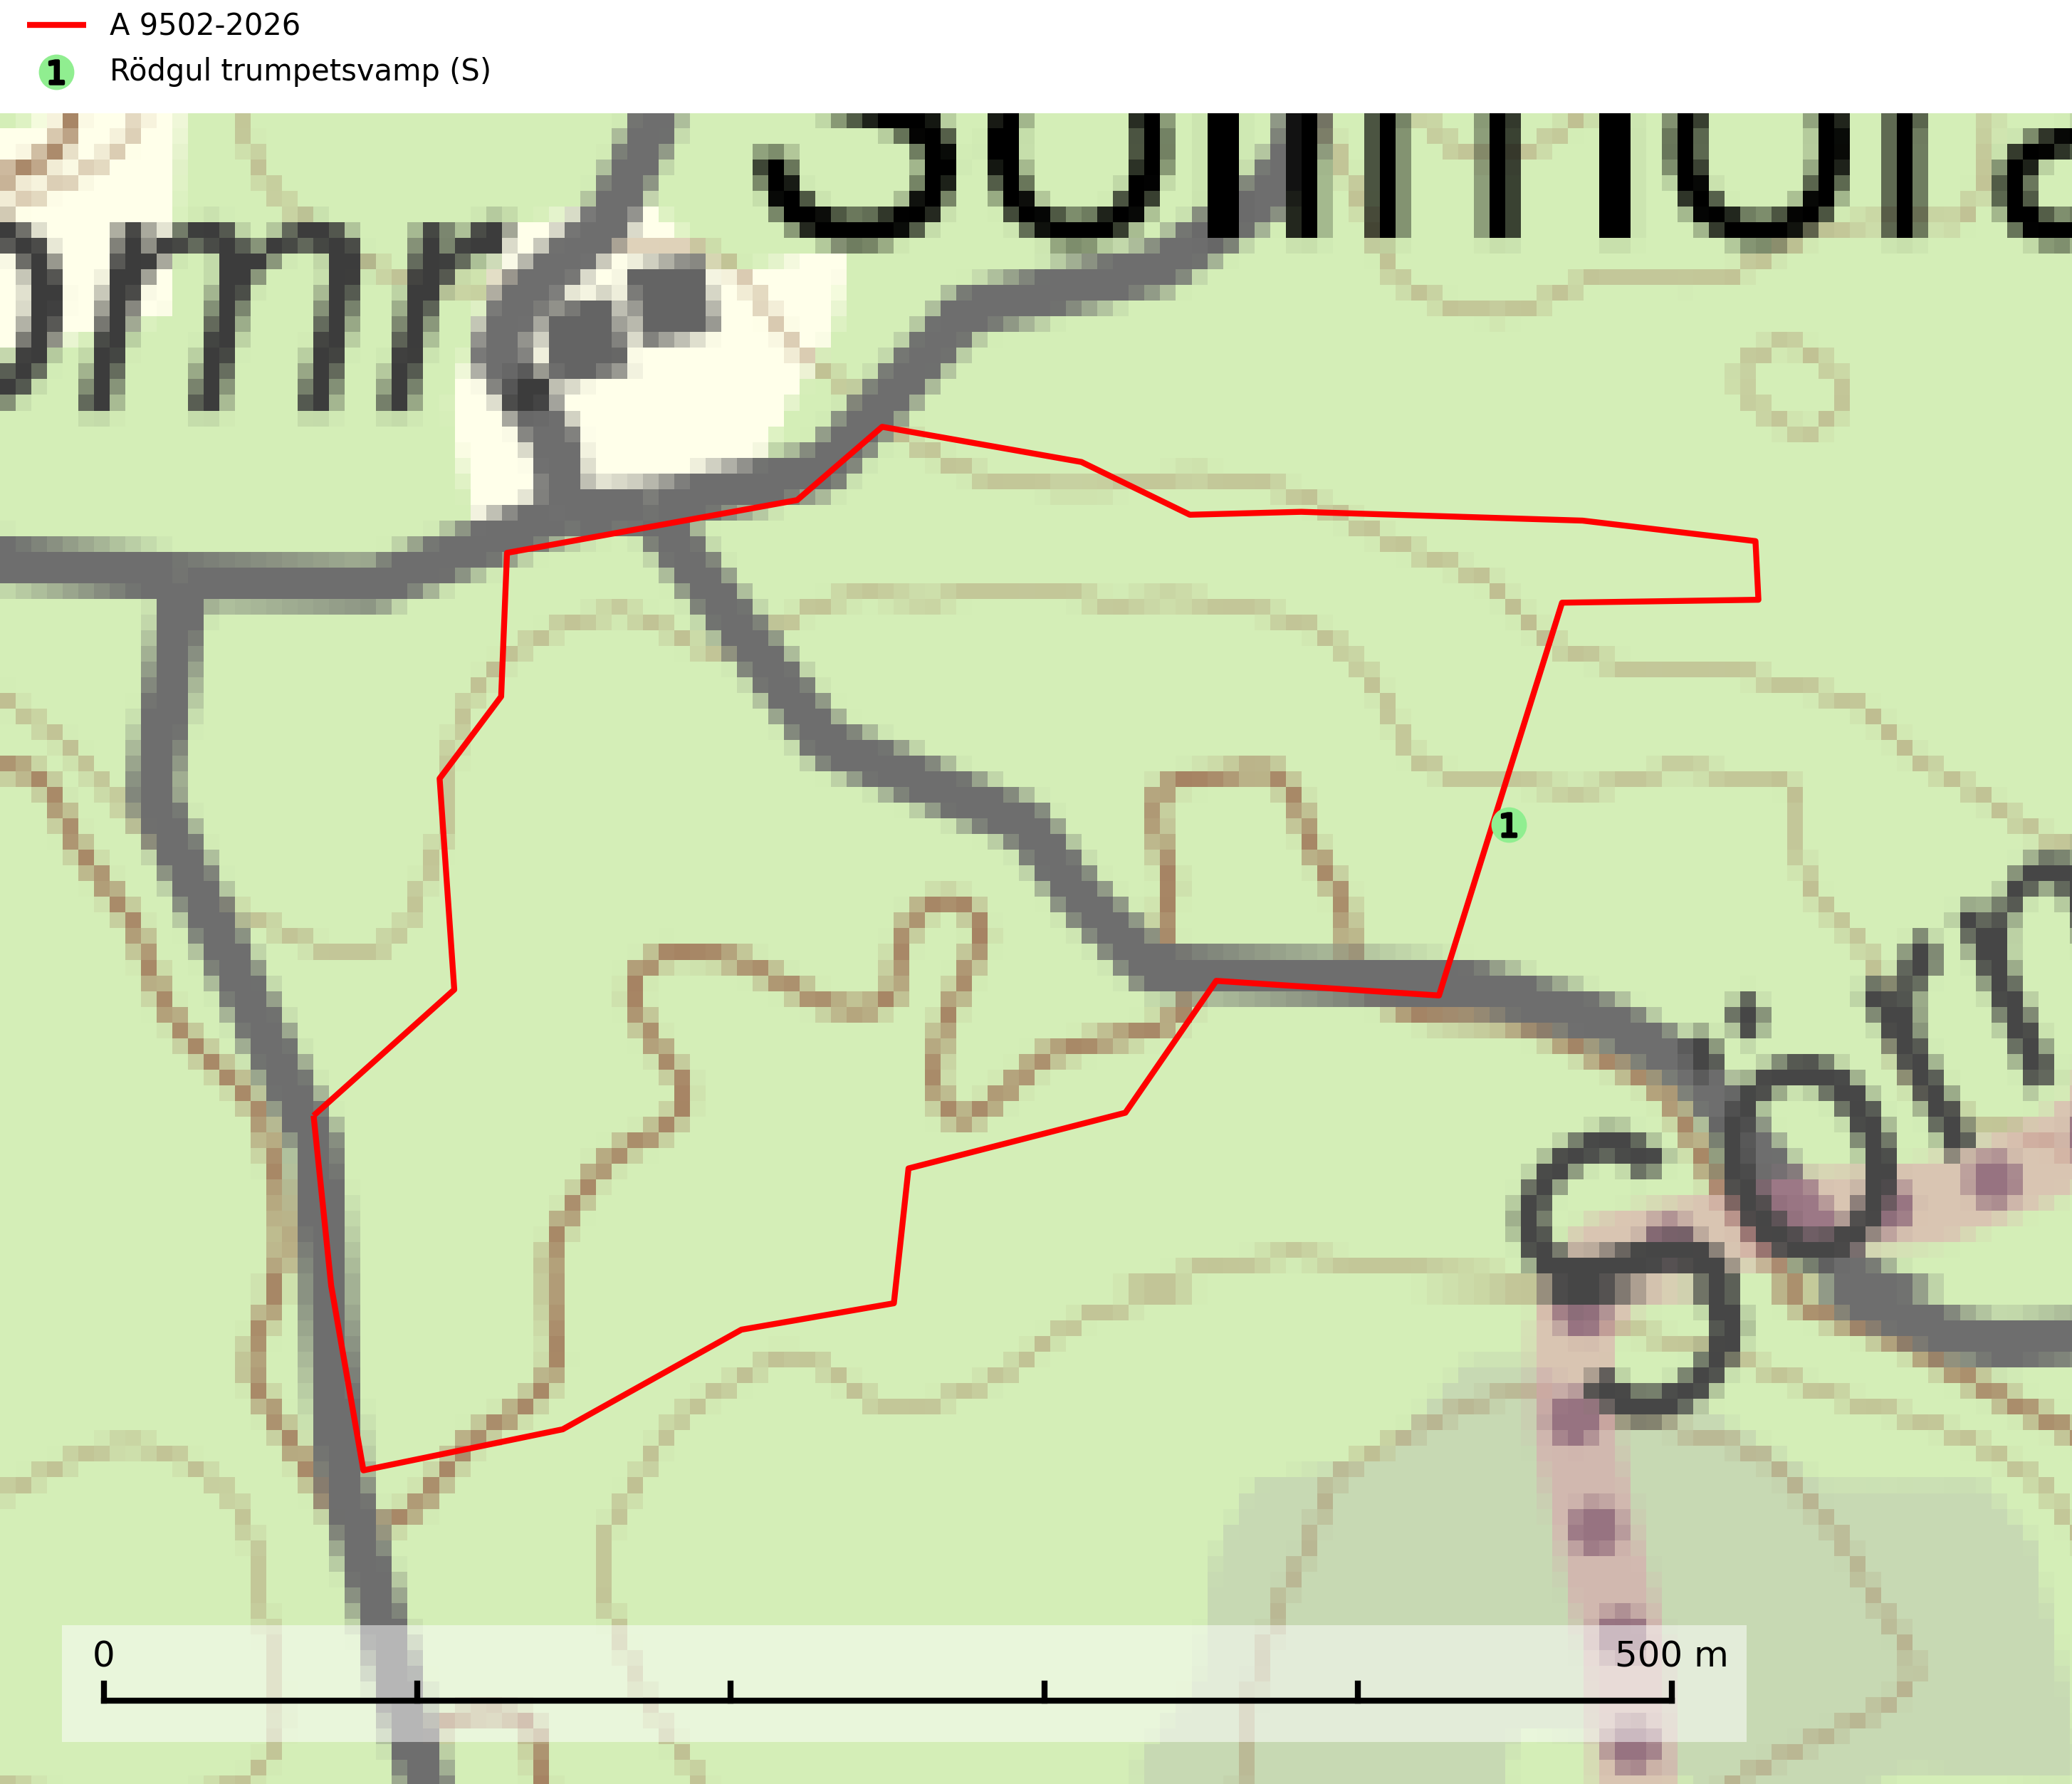 A 9502-2026
1 Rödgul trumpetsvamp (S)
1
0 500 m